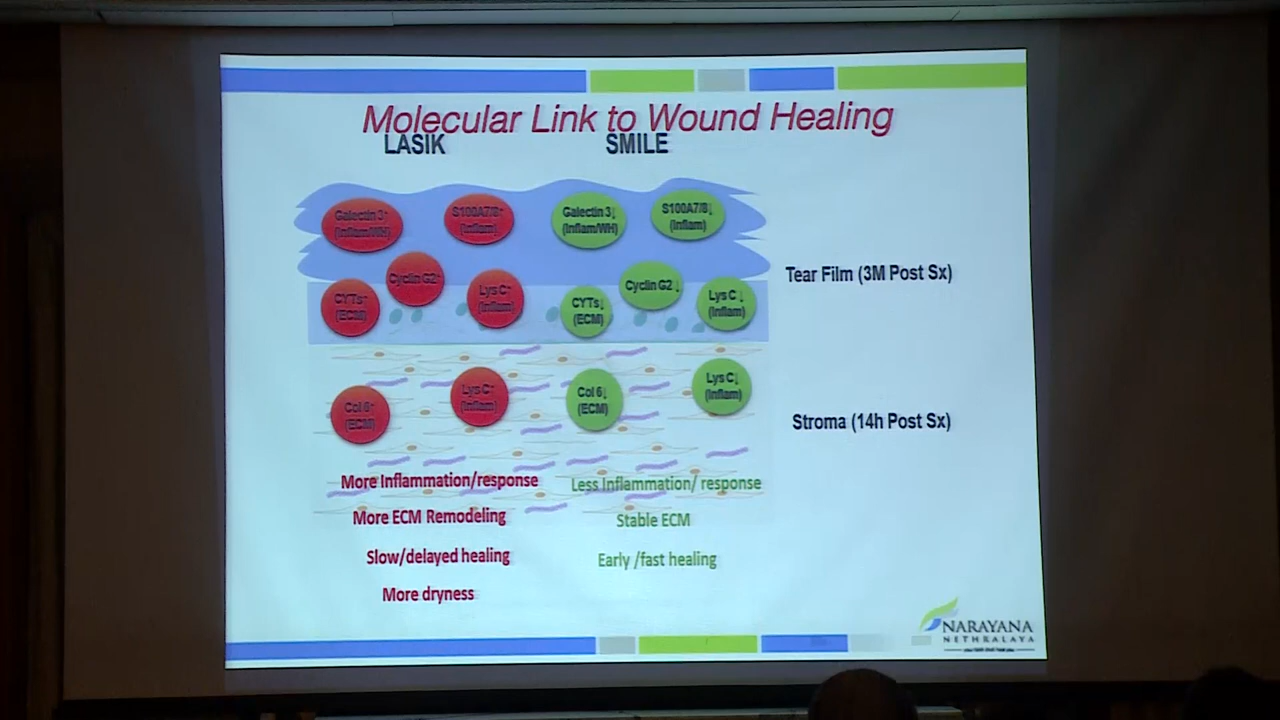 Molecular Link to Wound Healing
LASIK
SMILE
Galectin 3↑
(Inflam/WH)
S100A7/8↑
(Inflam)
Galectin 3↓
(Inflam/WH)
S100A7/8↓
(Inflam)
Cyclin G2↑
CYTs↑
(ECM)
Lys C↑
(Inflam)
Cyclin G2↓
CYTs↓
(ECM)
Lys C↓
(Inflam)
Tear Film (3M Post Sx)
Col 6↑
(ECM)
Lys C↑
(Inflam)
Col 6↓
(ECM)
Lys C↓
(Inflam)
Stroma (14h Post Sx)
More Inflammation/response
Less Inflammation/ response
More ECM Remodeling
Stable ECM
Slow/delayed healing
Early /fast healing
More dryness
NARAYANA
NETHRALAYA